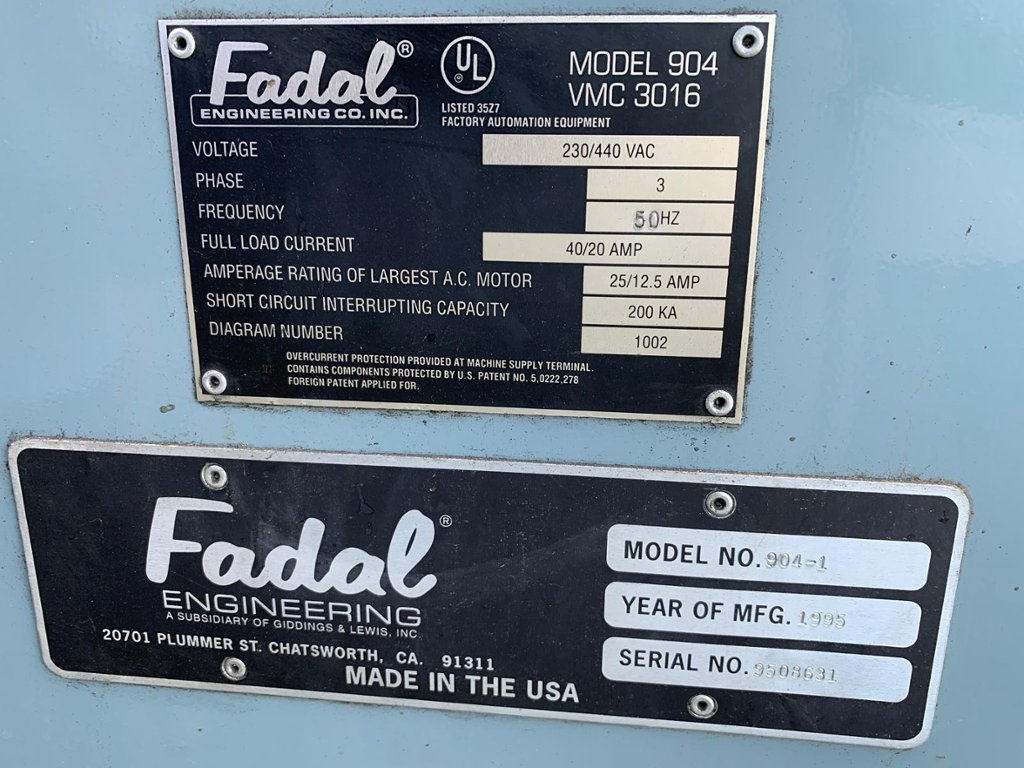 Fadal®
ENGINEERING CO. INC.
UL
LISTED 35Z7
FACTORY AUTOMATION EQUIPMENT
MODEL 904
VMC 3016
VOLTAGE 230/440 VAC
PHASE 3
FREQUENCY 50HZ
FULL LOAD CURRENT 40/20 AMP
AMPERAGE RATING OF LARGEST A.C. MOTOR 25/12.5 AMP
SHORT CIRCUIT INTERRUPTING CAPACITY 200 KA
DIAGRAM NUMBER 1002
OVERCURRENT PROTECTION PROVIDED AT MACHINE SUPPLY TERMINAL.
CONTAINS COMPONENTS PROTECTED BY U.S. PATENT NO. 5,0222,278
FOREIGN PATENT APPLIED FOR.
Fadal®
ENGINEERING
A SUBSIDIARY OF GIDDINGS & LEWIS, INC.
20701 PLUMMER ST. CHATSWORTH, CA. 91311
MADE IN THE USA
MODEL NO. 904-1
YEAR OF MFG. 1995
SERIAL NO. 9508631